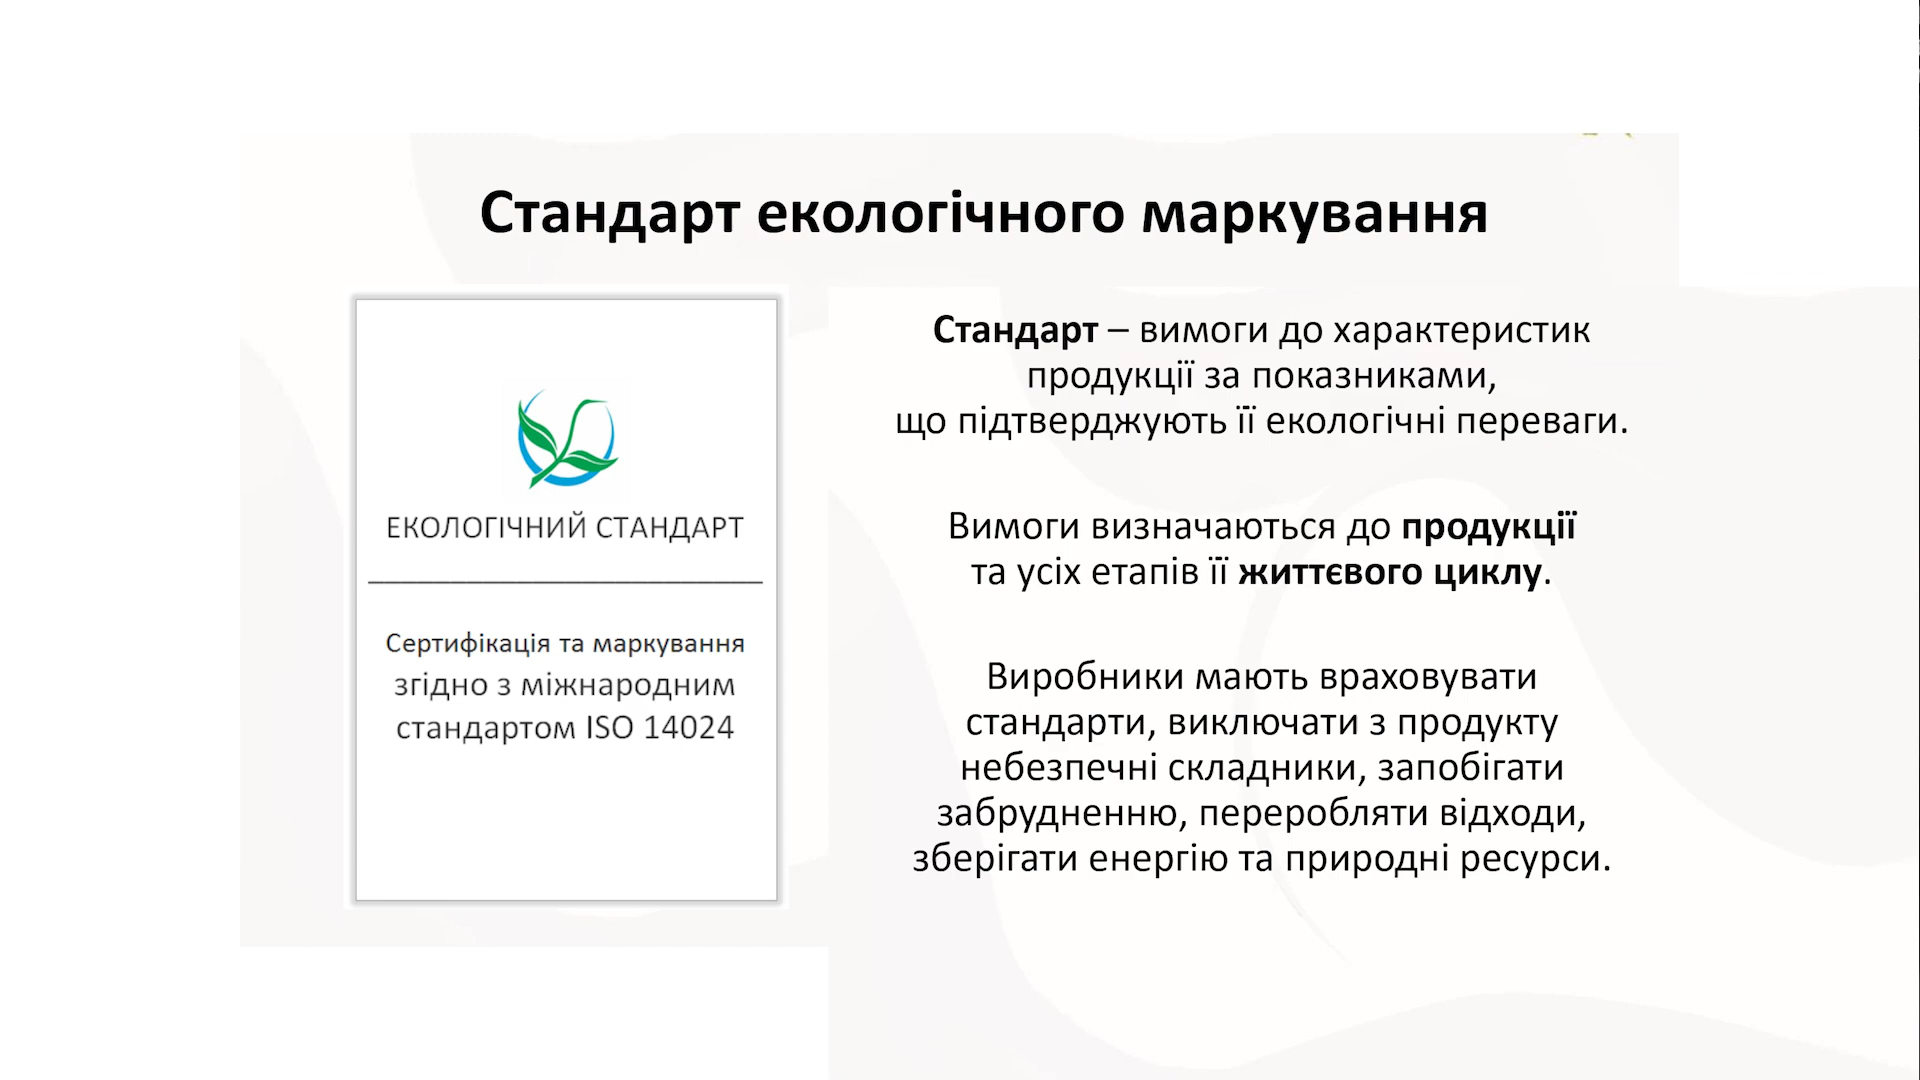 Стандарт екологічного маркування
ЕКОЛОГІЧНИЙ СТАНДАРТ
Сертифікація та маркування
згідно з міжнародним
стандартом ISO 14024
Стандарт – вимоги до характеристик
продукції за показниками,
що підтверджують її екологічні переваги.
Вимоги визначаються до продукції
та усіх етапів її життєвого циклу.
Виробники мають враховувати
стандарти, виключати з продукту
небезпечні складники, запобігати
забрудненню, переробляти відходи,
зберігати енергію та природні ресурси.